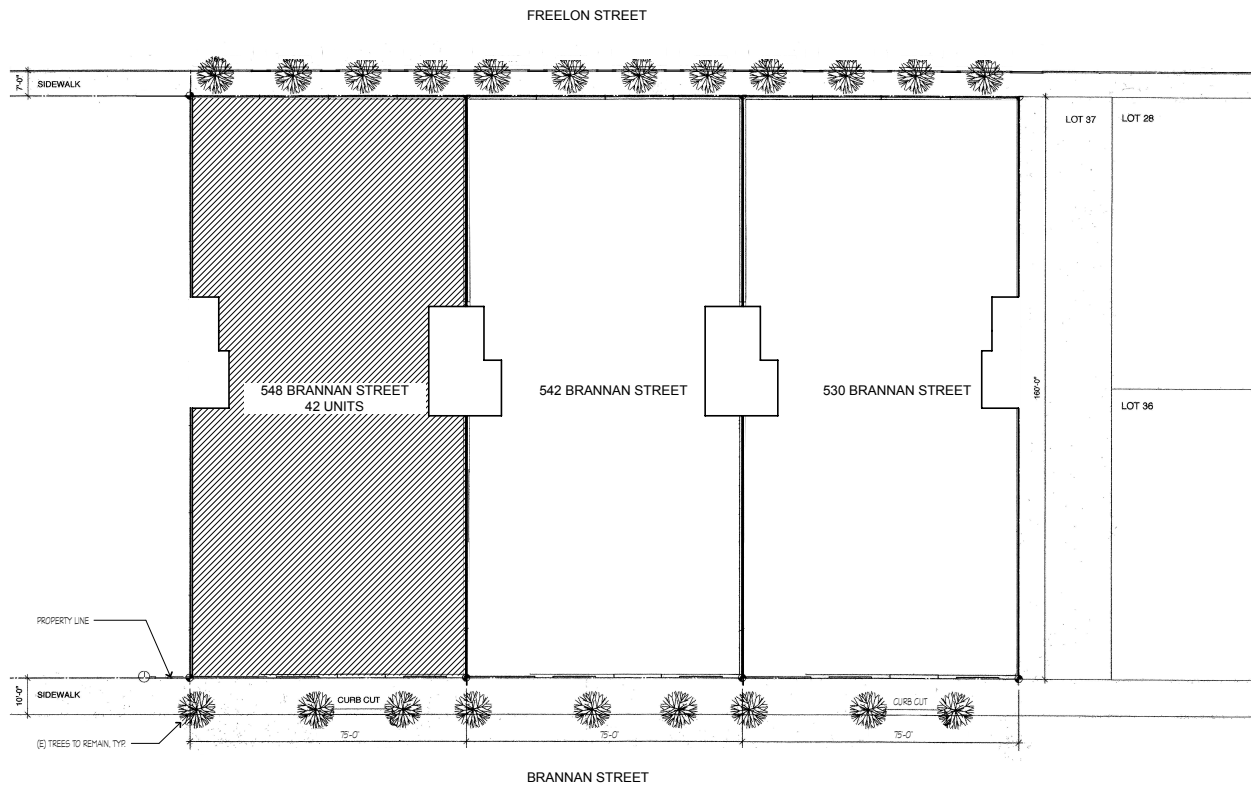 FREELON STREET
7'-0"
SIDEWALK
LOT 37
LOT 28
548 BRANNAN STREET
42 UNITS
542 BRANNAN STREET
530 BRANNAN STREET
160'-0"
LOT 36
PROPERTY LINE
10'-0"
SIDEWALK
CURB CUT
CURB CUT
(E) TREES TO REMAIN, TYP.
75'-0"
75'-0"
75'-0"
BRANNAN STREET